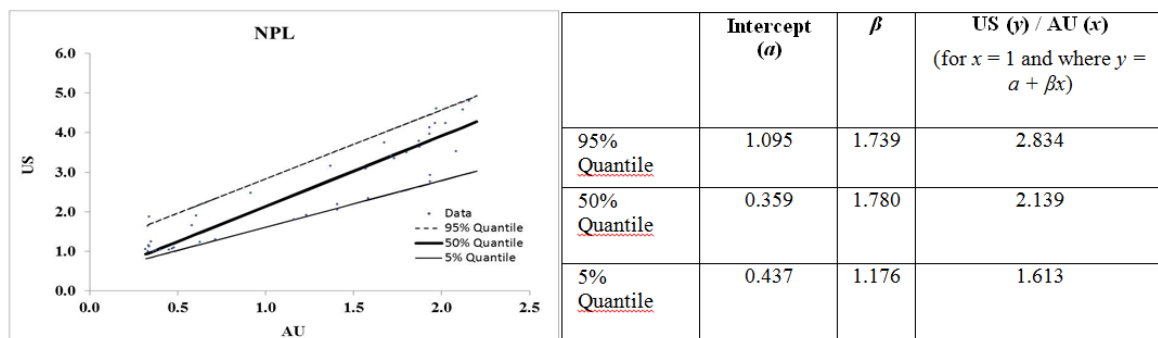 NPL
6.0
5.0
4.0
3.0
2.0
1.0
0.0
US
0.0 0.5 1.0 1.5 2.0 2.5
AU
Data
95% Quantile
50% Quantile
5% Quantile
Intercept (a) β US (y) / AU (x)
(for x = 1 and where y = a + βx)
95% Quantile 1.095 1.739 2.834
50% Quantile 0.359 1.780 2.139
5% Quantile 0.437 1.176 1.613